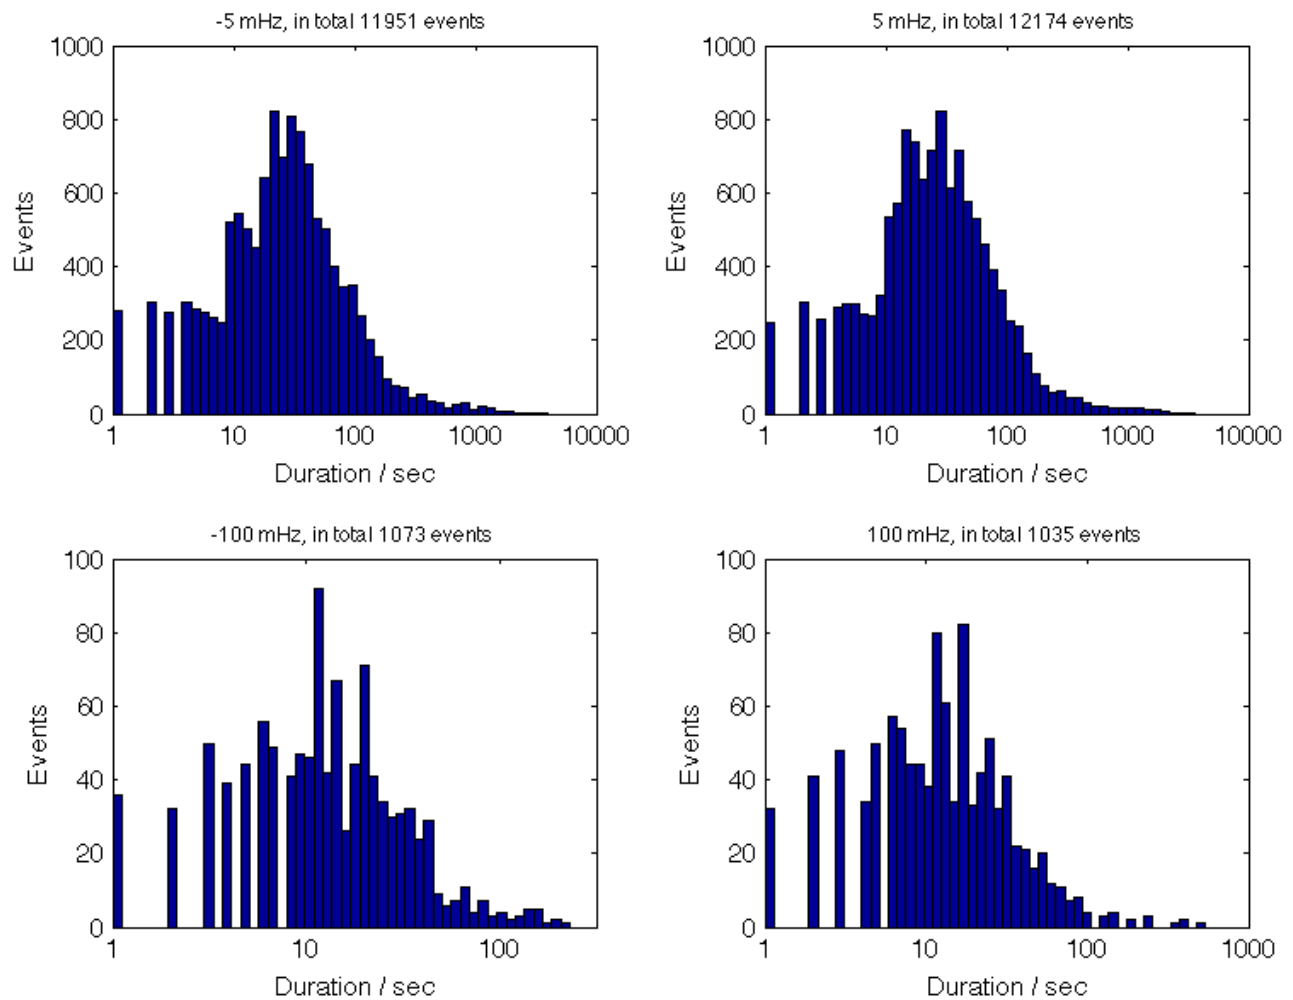 -5 mHz, in total 11951 events
1000
800
600
400
200
0
Events
1 10 100 1000 10000
Duration / sec
5 mHz, in total 12174 events
1000
800
600
400
200
0
Events
1 10 100 1000 10000
Duration / sec
-100 mHz, in total 1073 events
100
80
60
40
20
0
Events
1 10 100
Duration / sec
100 mHz, in total 1035 events
100
80
60
40
20
0
Events
1 10 100 1000
Duration / sec